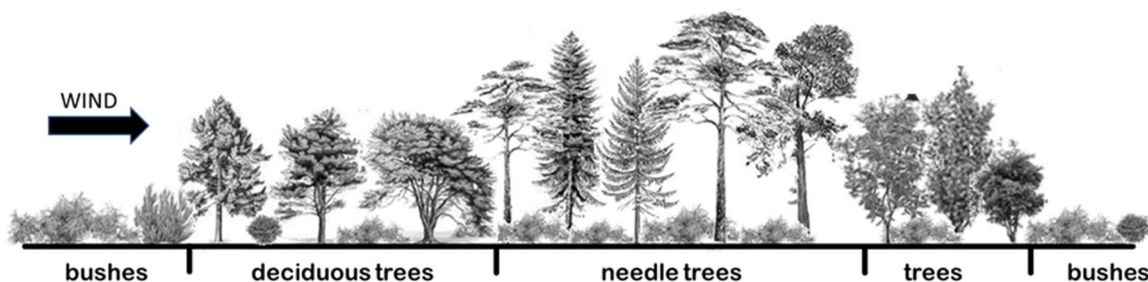 WIND
bushes
deciduous trees
needle trees
trees
bushes